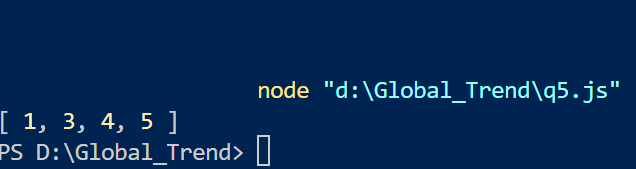 node "d:\Global_Trend\q5.js"
[ 1, 3, 4, 5 ]
PS D:\Global_Trend>